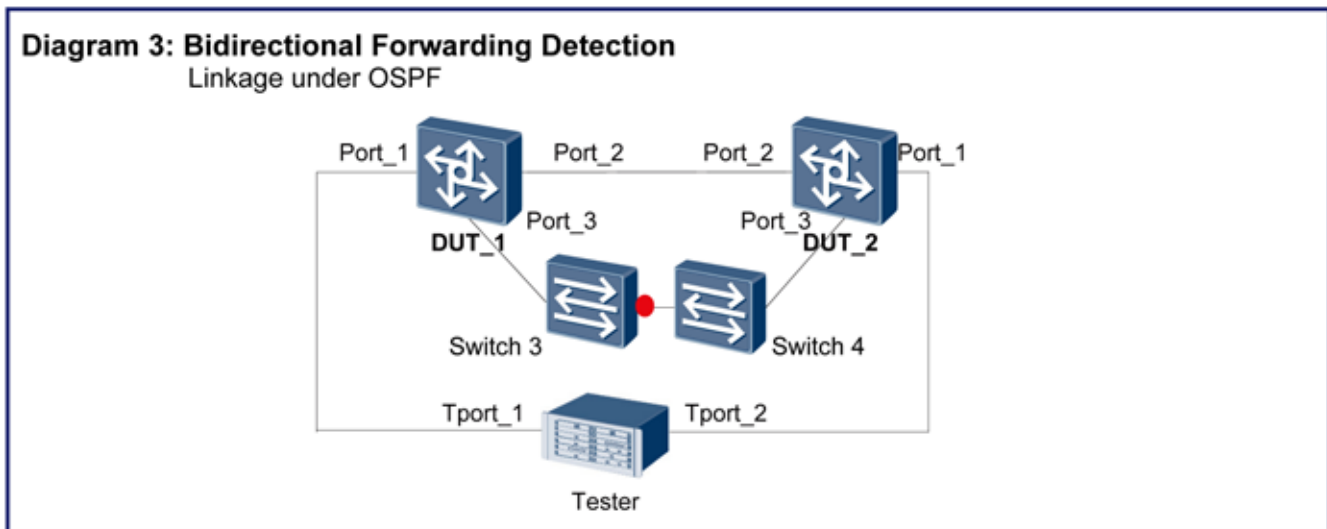 Diagram 3: Bidirectional Forwarding Detection
Linkage under OSPF
Port_1
Port_2
Port_2
Port_1
Port_3
Port_3
DUT_1
DUT_2
Switch 3
Switch 4
Tport_1
Tport_2
Tester